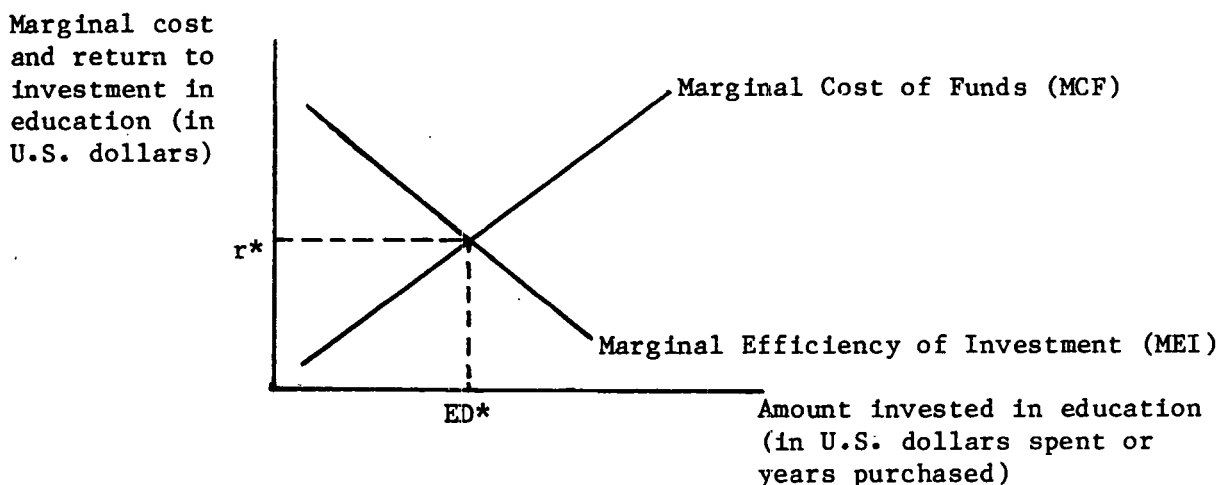 Marginal cost
and return to
investment in
education (in
U.S. dollars)
Marginal Cost of Funds (MCF)
r*
Marginal Efficiency of Investment (MEI)
ED*
Amount invested in education
(in U.S. dollars spent or
years purchased)